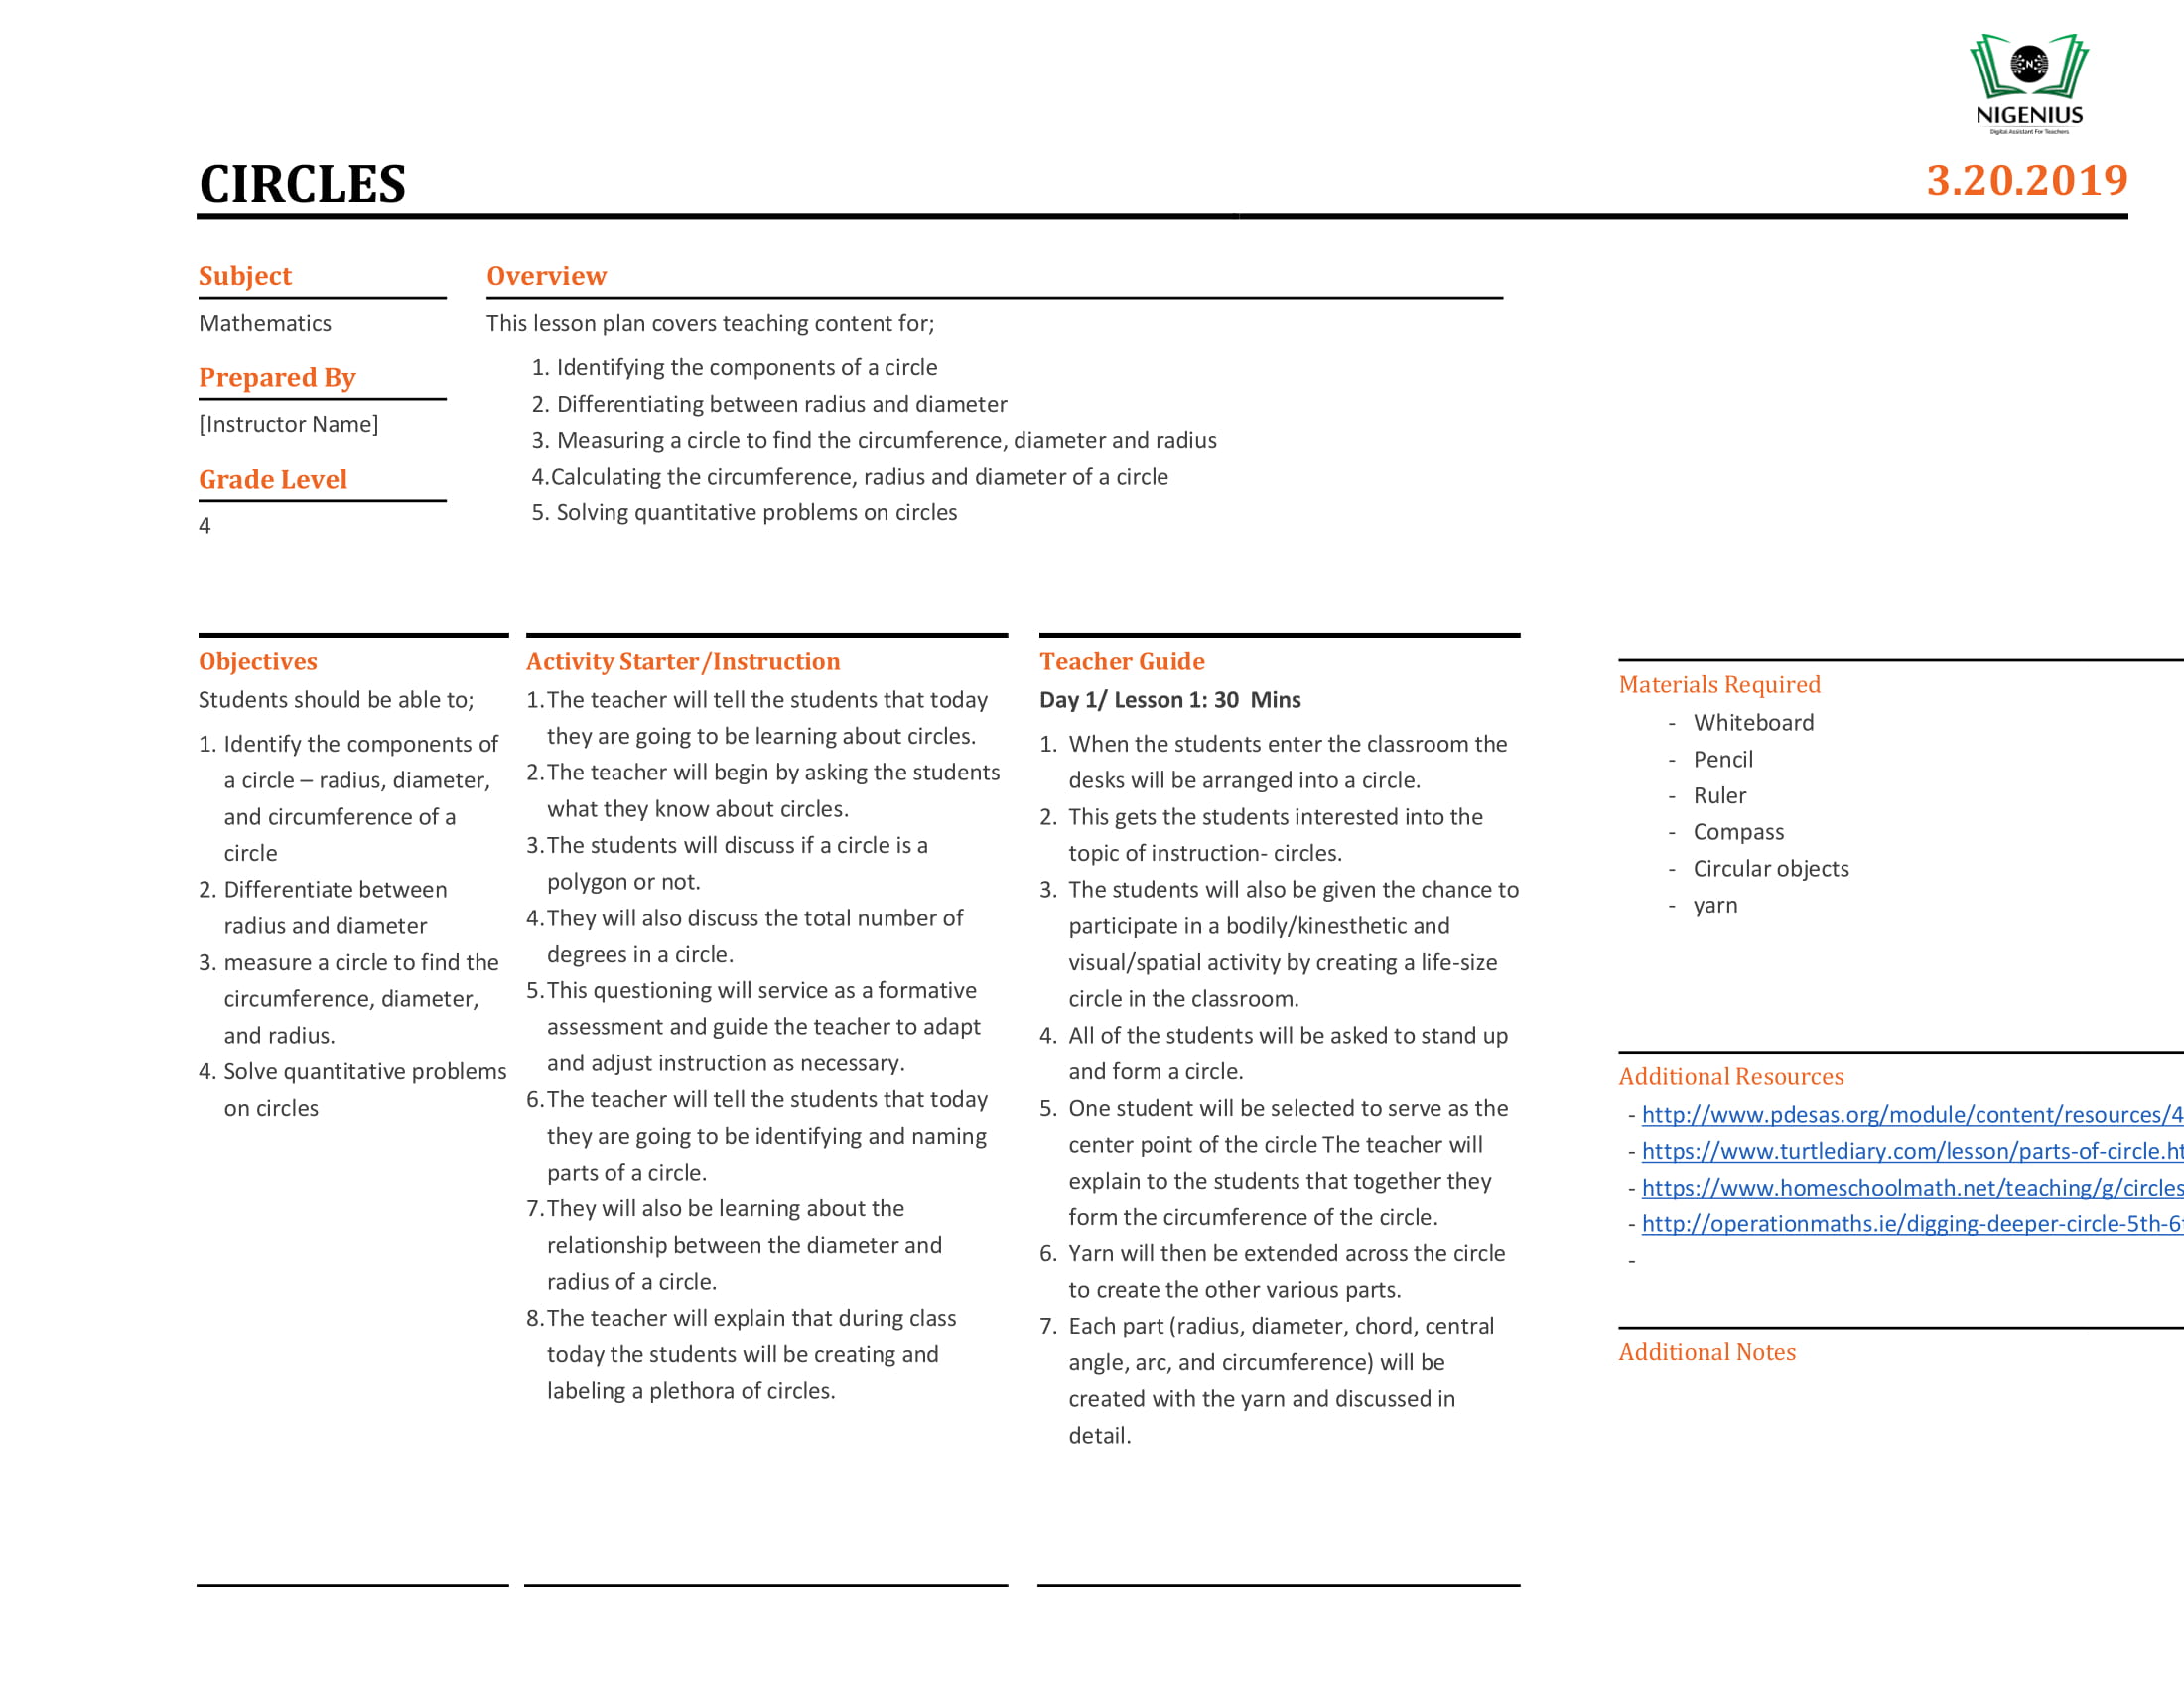 NIGENIUS
Digital Assistant For Teachers
CIRCLES
3.20.2019
Subject
Mathematics
Prepared By
[Instructor Name]
Grade Level
4
Overview
This lesson plan covers teaching content for;
1. Identifying the components of a circle
2. Differentiating between radius and diameter
3. Measuring a circle to find the circumference, diameter and radius
4.Calculating the circumference, radius and diameter of a circle
5. Solving quantitative problems on circles
Objectives
Students should be able to;
1. Identify the components of
a circle – radius, diameter,
and circumference of a
circle
2. Differentiate between
radius and diameter
3. measure a circle to find the
circumference, diameter,
and radius.
4. Solve quantitative problems
on circles
Activity Starter/Instruction
1.The teacher will tell the students that today
they are going to be learning about circles.
2.The teacher will begin by asking the students
what they know about circles.
3.The students will discuss if a circle is a
polygon or not.
4.They will also discuss the total number of
degrees in a circle.
5.This questioning will service as a formative
assessment and guide the teacher to adapt
and adjust instruction as necessary.
6.The teacher will tell the students that today
they are going to be identifying and naming
parts of a circle.
7.They will also be learning about the
relationship between the diameter and
radius of a circle.
8.The teacher will explain that during class
today the students will be creating and
labeling a plethora of circles.
Teacher Guide
Day 1/ Lesson 1: 30 Mins
1. When the students enter the classroom the
desks will be arranged into a circle.
2. This gets the students interested into the
topic of instruction- circles.
3. The students will also be given the chance to
participate in a bodily/kinesthetic and
visual/spatial activity by creating a life-size
circle in the classroom.
4. All of the students will be asked to stand up
and form a circle.
5. One student will be selected to serve as the
center point of the circle The teacher will
explain to the students that together they
form the circumference of the circle.
6. Yarn will then be extended across the circle
to create the other various parts.
7. Each part (radius, diameter, chord, central
angle, arc, and circumference) will be
created with the yarn and discussed in
detail.
Materials Required
- Whiteboard
- Pencil
- Ruler
- Compass
- Circular objects
- yarn
Additional Resources
- http://www.pdesas.org/module/content/resources/4
- https://www.turtlediary.com/lesson/parts-of-circle.ht
- https://www.homeschoolmath.net/teaching/g/circles
- http://operationmaths.ie/digging-deeper-circle-5th-6
-
Additional Notes